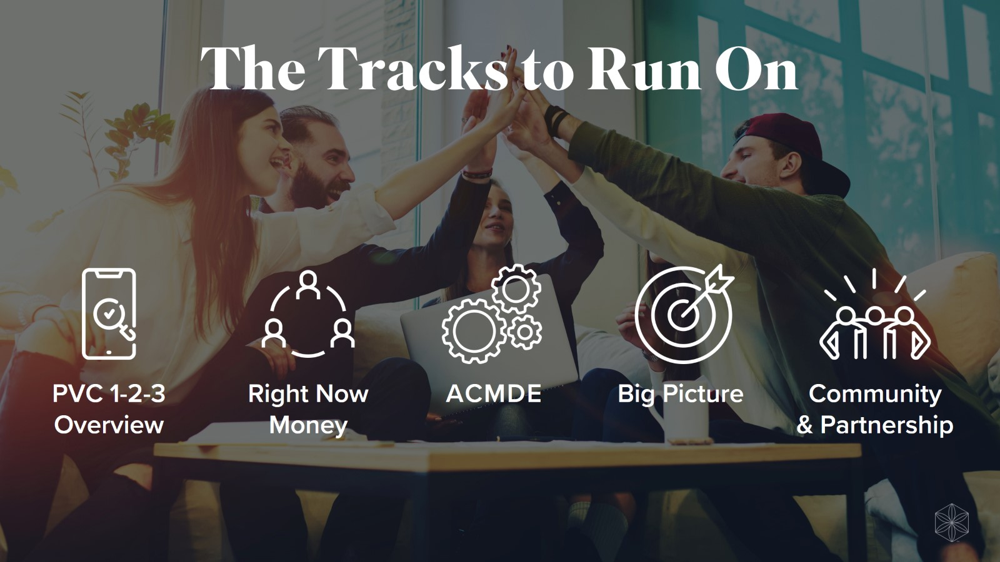 The Tracks to Run On
PVC 1-2-3
Overview
Right Now
Money
ACMDE
Big Picture
Community
& Partnership